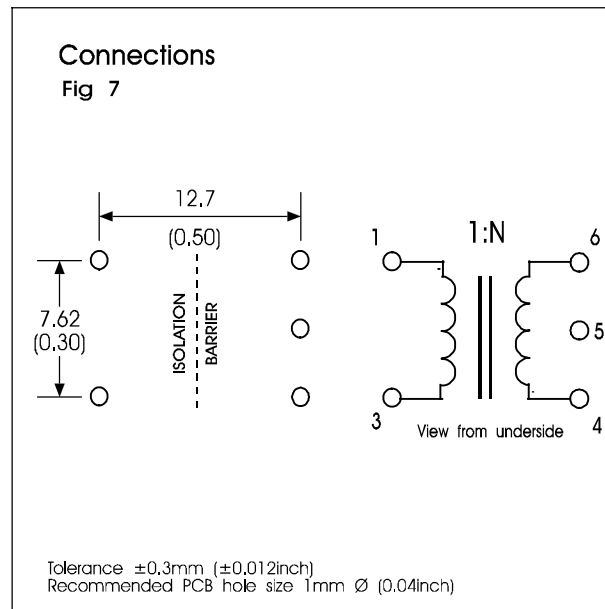 Connections
Fig 7
12.7
(0.50)
7.62
(0.30)
ISOLATION
BARRIER
1:N
1
6
5
3
4
View from underside
Tolerance ±0.3mm (±0.012inch)
Recommended PCB hole size 1mm Ø (0.04inch)